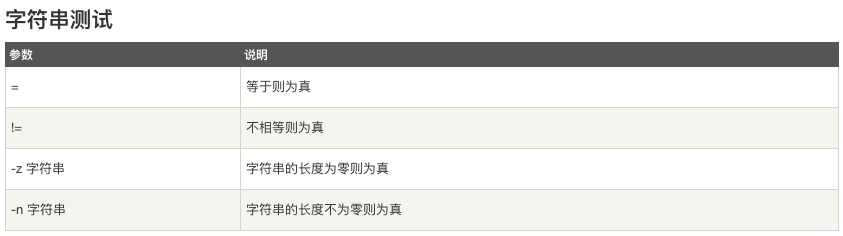 字符串测试
参数 说明
= 等于则为真
!= 不相等则为真
-z 字符串 字符串的长度为零则为真
-n 字符串 字符串的长度不为零则为真